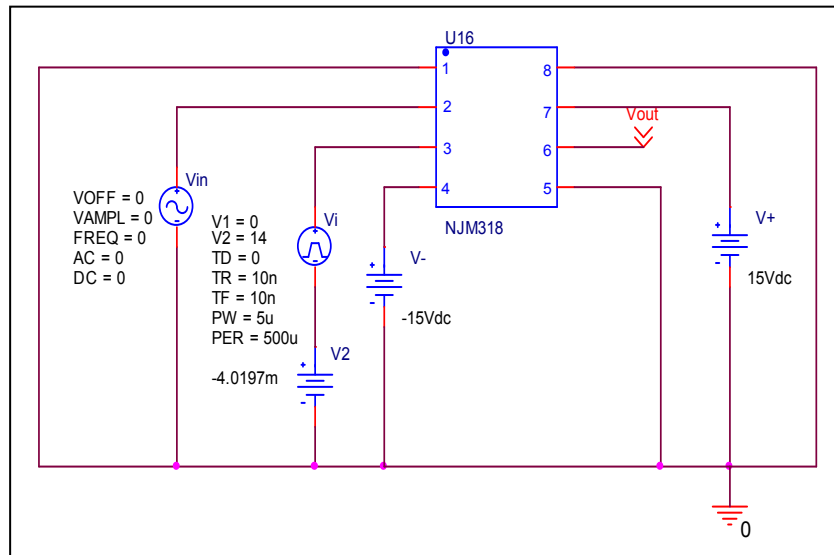 U16
1
8
2
7
Vout
3
6
4
5
NJM318
Vin
VOFF = 0
VAMPL = 0
FREQ = 0
AC = 0
DC = 0
Vi
V1 = 0
V2 = 14
TD = 0
TR = 10n
TF = 10n
PW = 5u
PER = 500u
V-
-15Vdc
V+
15Vdc
V2
-4.0197m
0